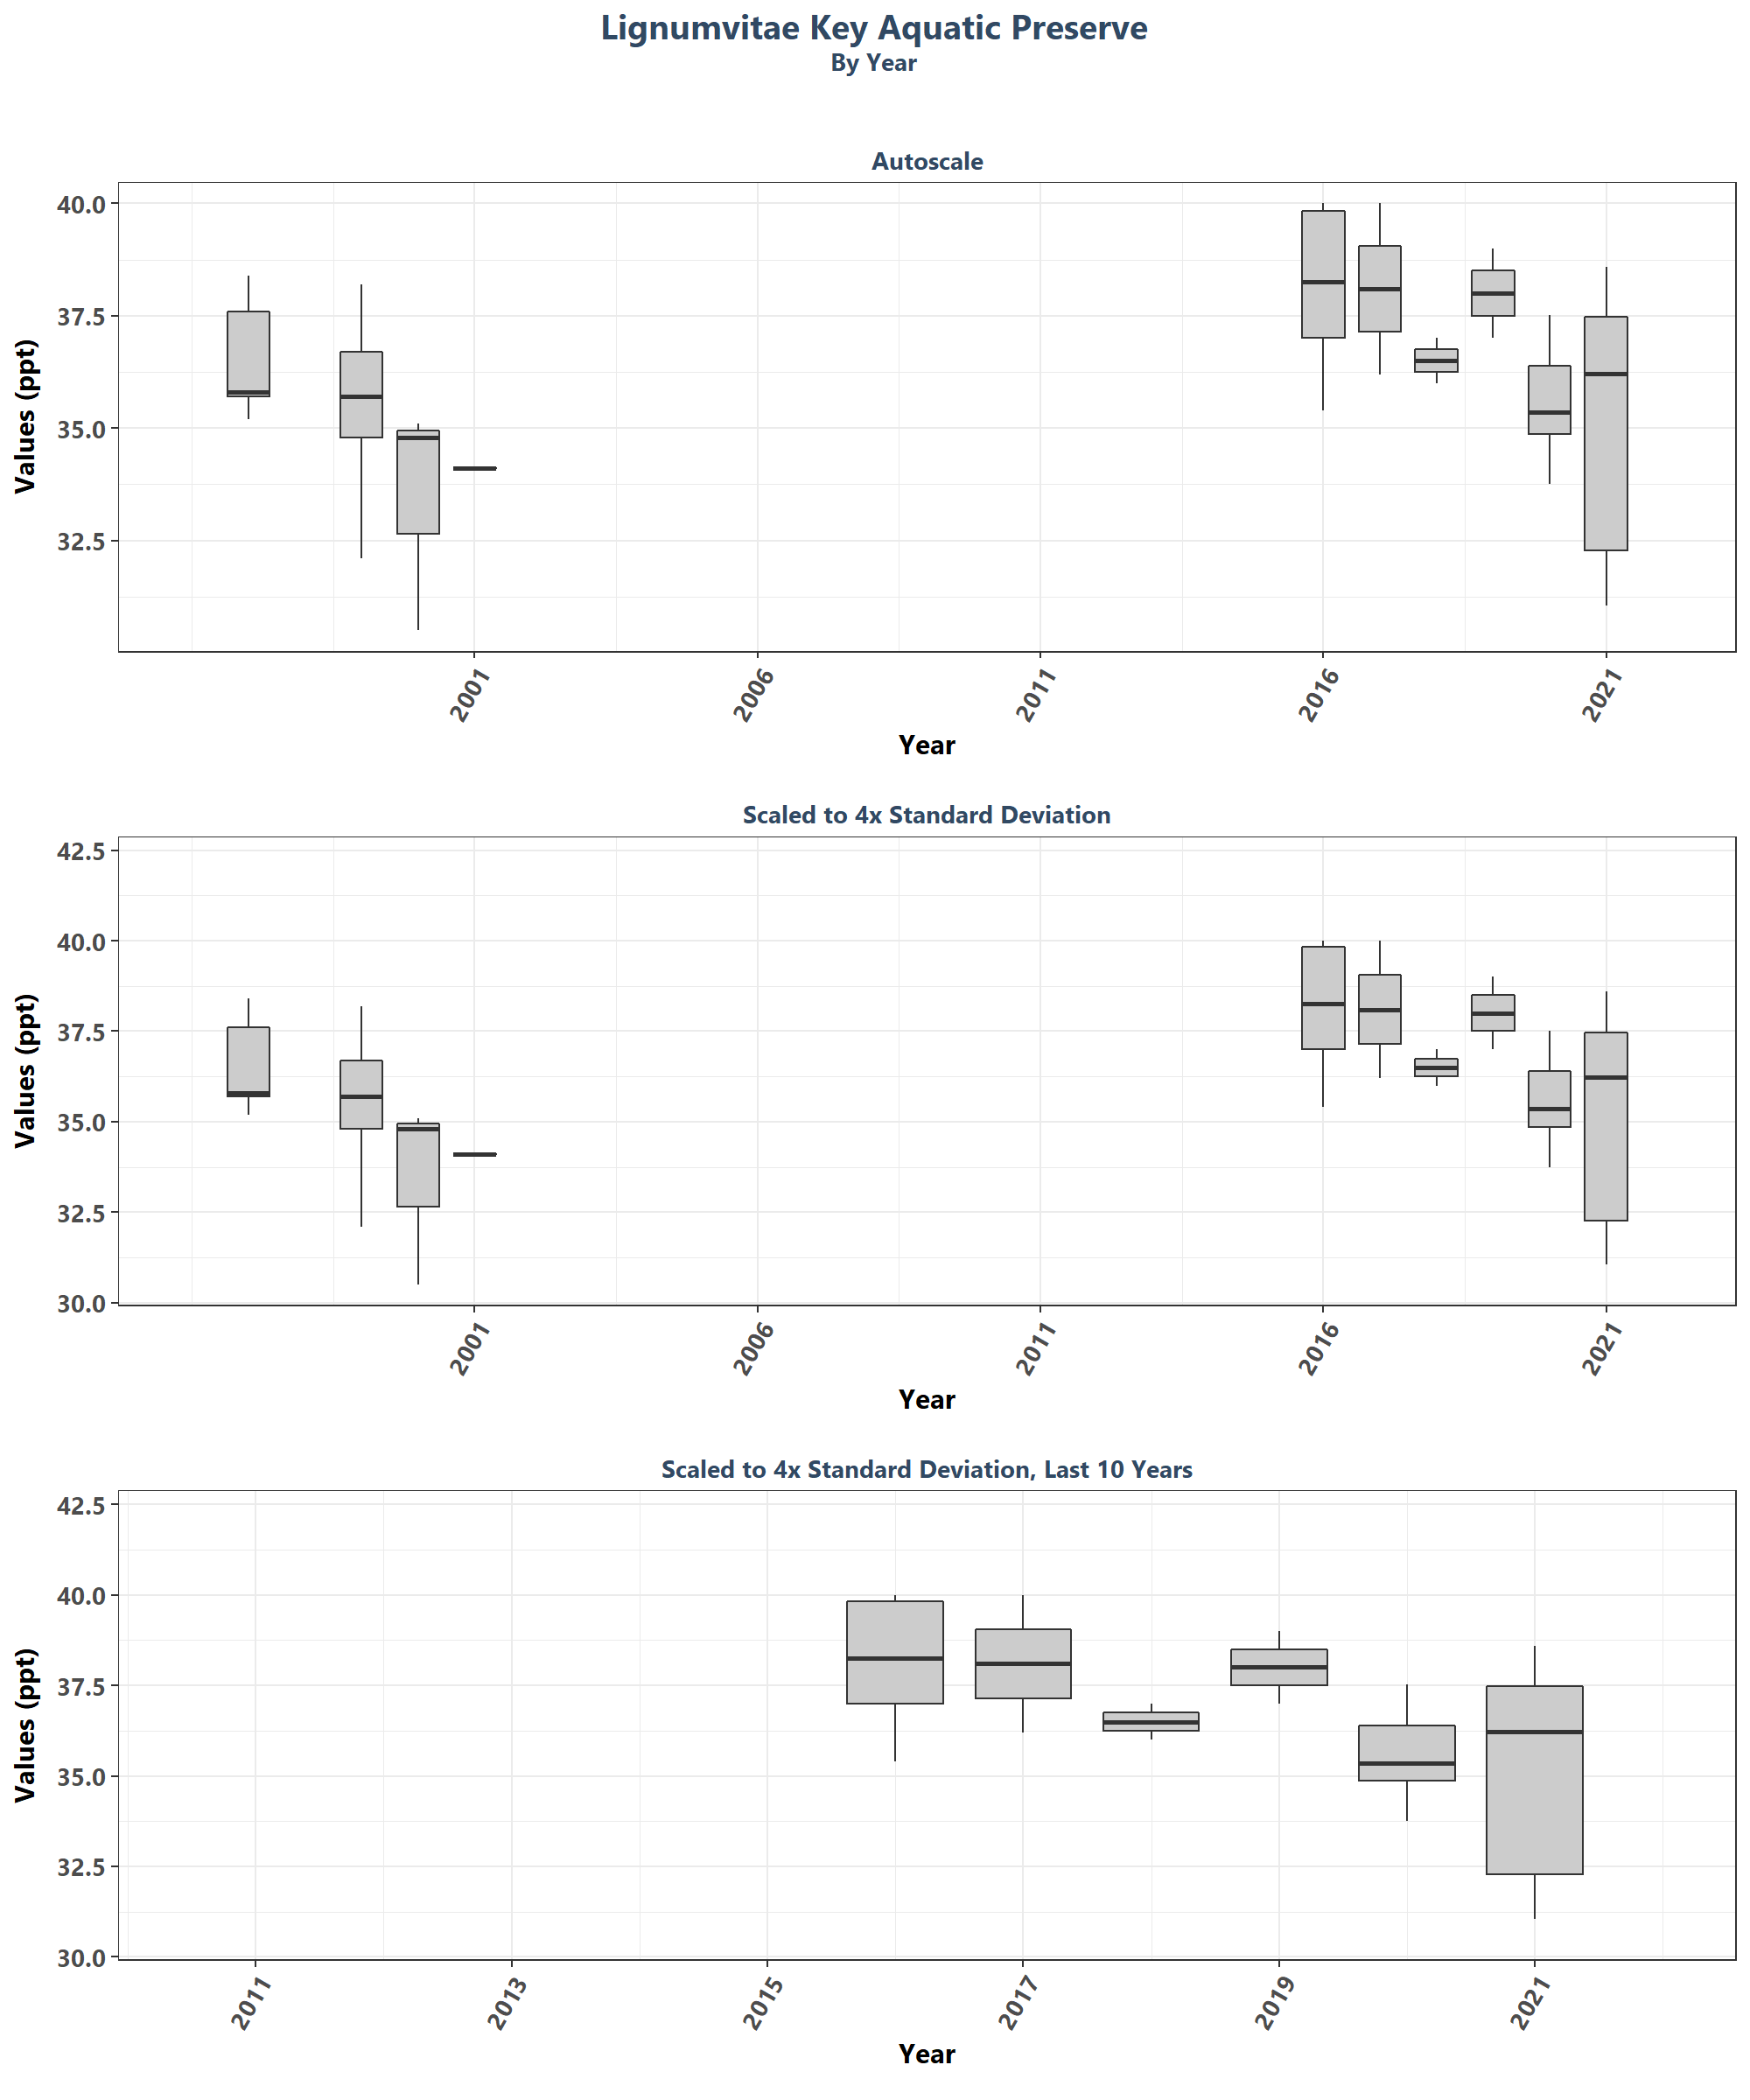 Lignumvitae Key Aquatic Preserve
By Year
Autoscale
40.0
37.5
35.0
32.5
Values (ppt)
2001 2006 2011 2016 2021
Year
Scaled to 4x Standard Deviation
42.5
40.0
37.5
35.0
32.5
30.0
Values (ppt)
2001 2006 2011 2016 2021
Year
Scaled to 4x Standard Deviation, Last 10 Years
42.5
40.0
37.5
35.0
32.5
30.0
Values (ppt)
2011 2013 2015 2017 2019 2021
Year